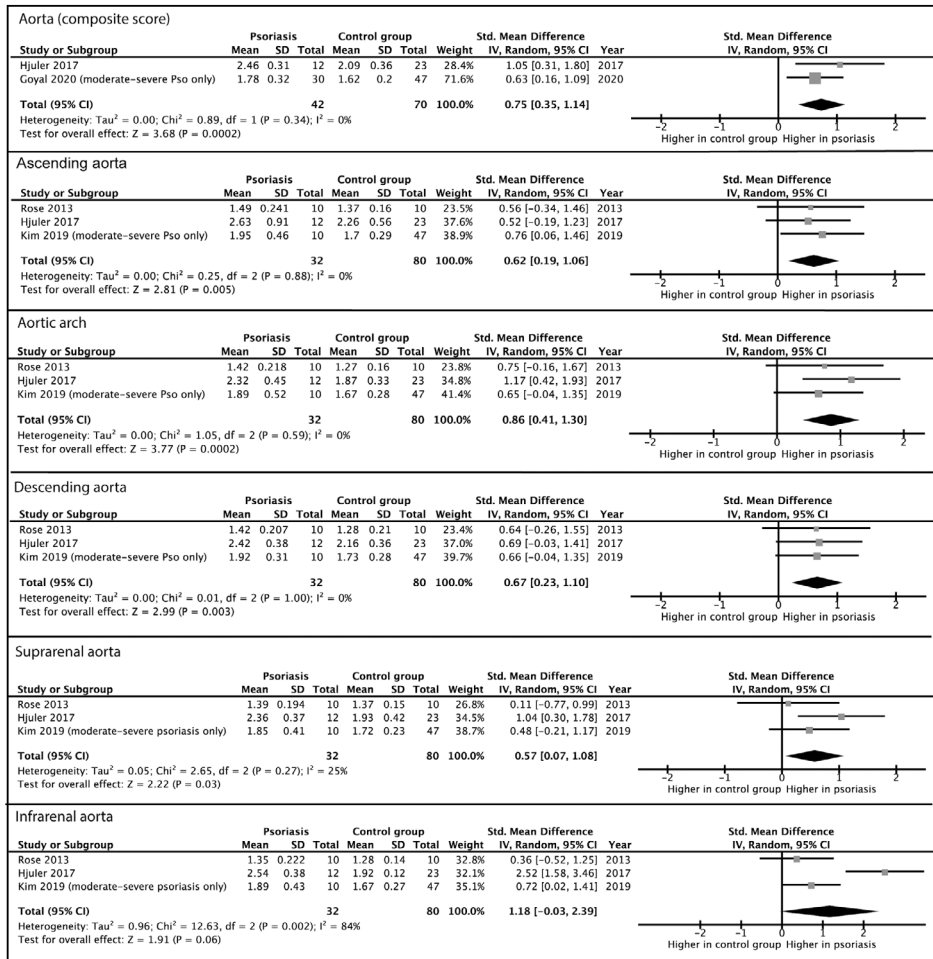 Aorta (composite score)
Psoriasis Control group Std. Mean Difference Std. Mean Difference
Study or Subgroup Mean SD Total Mean SD Total Weight IV, Random, 95% CI Year IV, Random, 95% CI
Hjuler 2017 2.46 0.31 12 2.09 0.36 23 28.4% 1.05 [0.31, 1.80] 2017
Goyal 2020 (moderate-severe Pso only) 1.78 0.32 30 1.62 0.2 47 71.6% 0.63 [0.16, 1.09] 2020
Total (95% CI) 42 70 100.0% 0.75 [0.35, 1.14]
Heterogeneity: Tau² = 0.00; Chi² = 0.89, df = 1 (P = 0.34); I² = 0%
Test for overall effect: Z = 3.68 (P = 0.0002)
-2 -1 0 1 2
Higher in control group Higher in psoriasis
Ascending aorta
Psoriasis Control group Std. Mean Difference Std. Mean Difference
Study or Subgroup Mean SD Total Mean SD Total Weight IV, Random, 95% CI Year IV, Random, 95% CI
Rose 2013 1.49 0.241 10 1.37 0.16 10 23.5% 0.56 [-0.34, 1.46] 2013
Hjuler 2017 2.63 0.91 12 2.26 0.56 23 37.6% 0.52 [-0.19, 1.23] 2017
Kim 2019 (moderate-severe Pso only) 1.95 0.46 10 1.7 0.29 47 38.9% 0.76 [0.06, 1.46] 2019
Total (95% CI) 32 80 100.0% 0.62 [0.19, 1.06]
Heterogeneity: Tau² = 0.00; Chi² = 0.25, df = 2 (P = 0.88); I² = 0%
Test for overall effect: Z = 2.81 (P = 0.005)
-2 -1 0 1 2
Higher in control group Higher in psoriasis
Aortic arch
Psoriasis Control group Std. Mean Difference Std. Mean Difference
Study or Subgroup Mean SD Total Mean SD Total Weight IV, Random, 95% CI Year IV, Random, 95% CI
Rose 2013 1.42 0.218 10 1.27 0.16 10 23.8% 0.75 [-0.16, 1.67] 2013
Hjuler 2017 2.32 0.45 12 1.87 0.33 23 34.8% 1.17 [0.42, 1.93] 2017
Kim 2019 (moderate-severe Pso only) 1.89 0.52 10 1.67 0.28 47 41.4% 0.65 [-0.04, 1.35] 2019
Total (95% CI) 32 80 100.0% 0.86 [0.41, 1.30]
Heterogeneity: Tau² = 0.00; Chi² = 1.05, df = 2 (P = 0.59); I² = 0%
Test for overall effect: Z = 3.77 (P = 0.0002)
-2 -1 0 1 2
Higher in control group Higher in psoriasis
Descending aorta
Psoriasis Control group Std. Mean Difference Std. Mean Difference
Study or Subgroup Mean SD Total Mean SD Total Weight IV, Random, 95% CI Year IV, Random, 95% CI
Rose 2013 1.42 0.207 10 1.28 0.21 10 23.4% 0.64 [-0.26, 1.55] 2013
Hjuler 2017 2.42 0.38 12 2.16 0.36 23 37.0% 0.69 [-0.03, 1.41] 2017
Kim 2019 (moderate-severe Pso only) 1.92 0.31 10 1.73 0.28 47 39.7% 0.66 [-0.04, 1.35] 2019
Total (95% CI) 32 80 100.0% 0.67 [0.23, 1.10]
Heterogeneity: Tau² = 0.00; Chi² = 0.01, df = 2 (P = 1.00); I² = 0%
Test for overall effect: Z = 2.99 (P = 0.003)
-2 -1 0 1 2
Higher in control group Higher in psoriasis
Suprarenal aorta
Psoriasis Control group Std. Mean Difference Std. Mean Difference
Study or Subgroup Mean SD Total Mean SD Total Weight IV, Random, 95% CI Year IV, Random, 95% CI
Rose 2013 1.39 0.194 10 1.37 0.15 10 26.8% 0.11 [-0.77, 0.99] 2013
Hjuler 2017 2.36 0.37 12 1.93 0.42 23 34.5% 1.04 [0.30, 1.78] 2017
Kim 2019 (moderate-severe psoriasis only) 1.85 0.41 10 1.72 0.23 47 38.7% 0.48 [-0.21, 1.17] 2019
Total (95% CI) 32 80 100.0% 0.57 [0.07, 1.08]
Heterogeneity: Tau² = 0.05; Chi² = 2.65, df = 2 (P = 0.27); I² = 25%
Test for overall effect: Z = 2.22 (P = 0.03)
-2 -1 0 1 2
Higher in control group Higher in psoriasis
Infrarenal aorta
Psoriasis Control group Std. Mean Difference Std. Mean Difference
Study or Subgroup Mean SD Total Mean SD Total Weight IV, Random, 95% CI Year IV, Random, 95% CI
Rose 2013 1.35 0.222 10 1.28 0.14 10 32.8% 0.36 [-0.52, 1.25] 2013
Hjuler 2017 2.54 0.38 12 1.92 0.12 23 32.1% 2.52 [1.58, 3.46] 2017
Kim 2019 (moderate-severe psoriasis only) 1.89 0.43 10 1.67 0.27 47 35.1% 0.72 [0.02, 1.41] 2019
Total (95% CI) 32 80 100.0% 1.18 [-0.03, 2.39]
Heterogeneity: Tau² = 0.96; Chi² = 12.63, df = 2 (P = 0.002); I² = 84%
Test for overall effect: Z = 1.91 (P = 0.06)
-2 -1 0 1 2
Higher in control group Higher in psoriasis